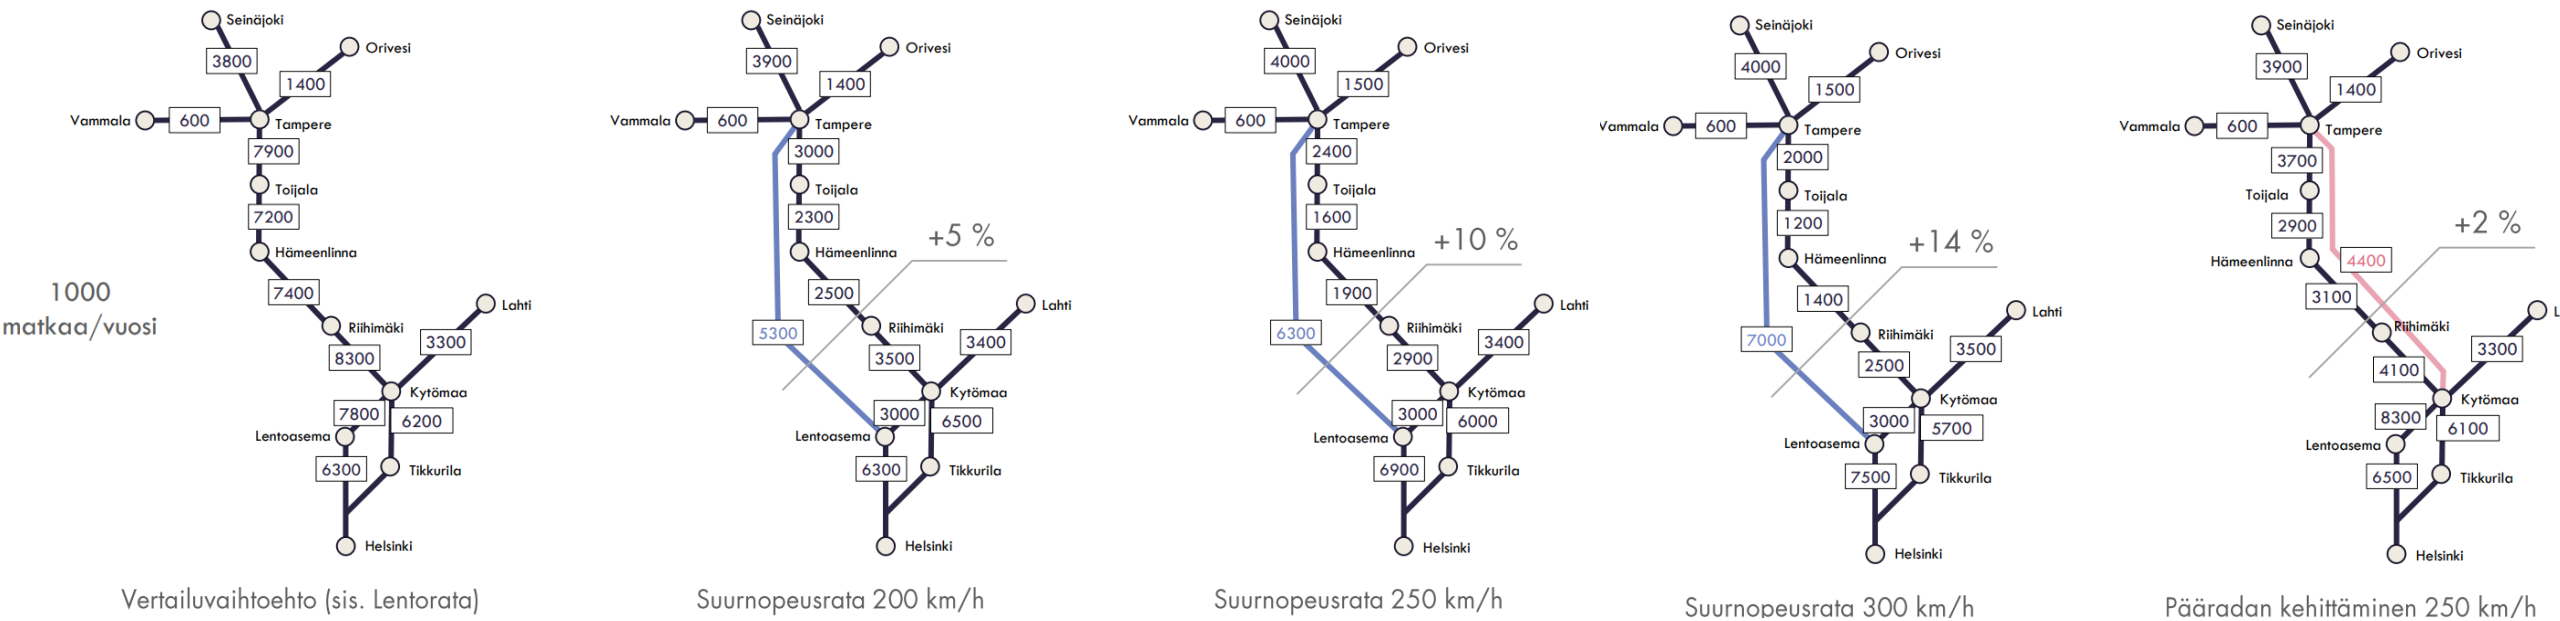 1000
matkaa/vuosi
Seinäjoki
3800
Orivesi
1400
Vammala
600
Tampere
7900
Toijala
7200
Hämeenlinna
7400
Riihimäki
Lahti
8300
3300
Kytömaa
7800
6200
Lentoasema
6300
Tikkurila
Helsinki
Vertailuvaihtoehto (sis. Lentorata)
Seinäjoki
3900
Orivesi
1400
Vammala
600
Tampere
3000
Toijala
2300
+5 %
Hämeenlinna
2500
Lahti
5300
Riihimäki
3500
3400
Kytömaa
3000
6500
Lentoasema
6300
Tikkurila
Helsinki
Suurnopeusrata 200 km/h
Seinäjoki
4000
Orivesi
1500
Vammala
600
Tampere
2400
Toijala
1600
+10 %
Hämeenlinna
1900
Lahti
6300
Riihimäki
2900
3400
Kytömaa
3000
6000
Lentoasema
6900
Tikkurila
Helsinki
Suurnopeusrata 250 km/h
Seinäjoki
4000
Orivesi
1500
Vammala
600
Tampere
2000
Toijala
1200
+14 %
Hämeenlinna
1400
Lahti
7000
Riihimäki
2500
3500
Kytömaa
3000
5700
Lentoasema
7500
Tikkurila
Helsinki
Suurnopeusrata 300 km/h
Seinäjoki
3900
Orivesi
1400
Vammala
600
Tampere
3700
Toijala
2900
+2 %
Hämeenlinna
4400
3100
L
Riihimäki
4100
3300
Kytömaa
8300
6100
Lentoasema
6500
Tikkurila
Helsinki
Pääradan kehittäminen 250 km/h